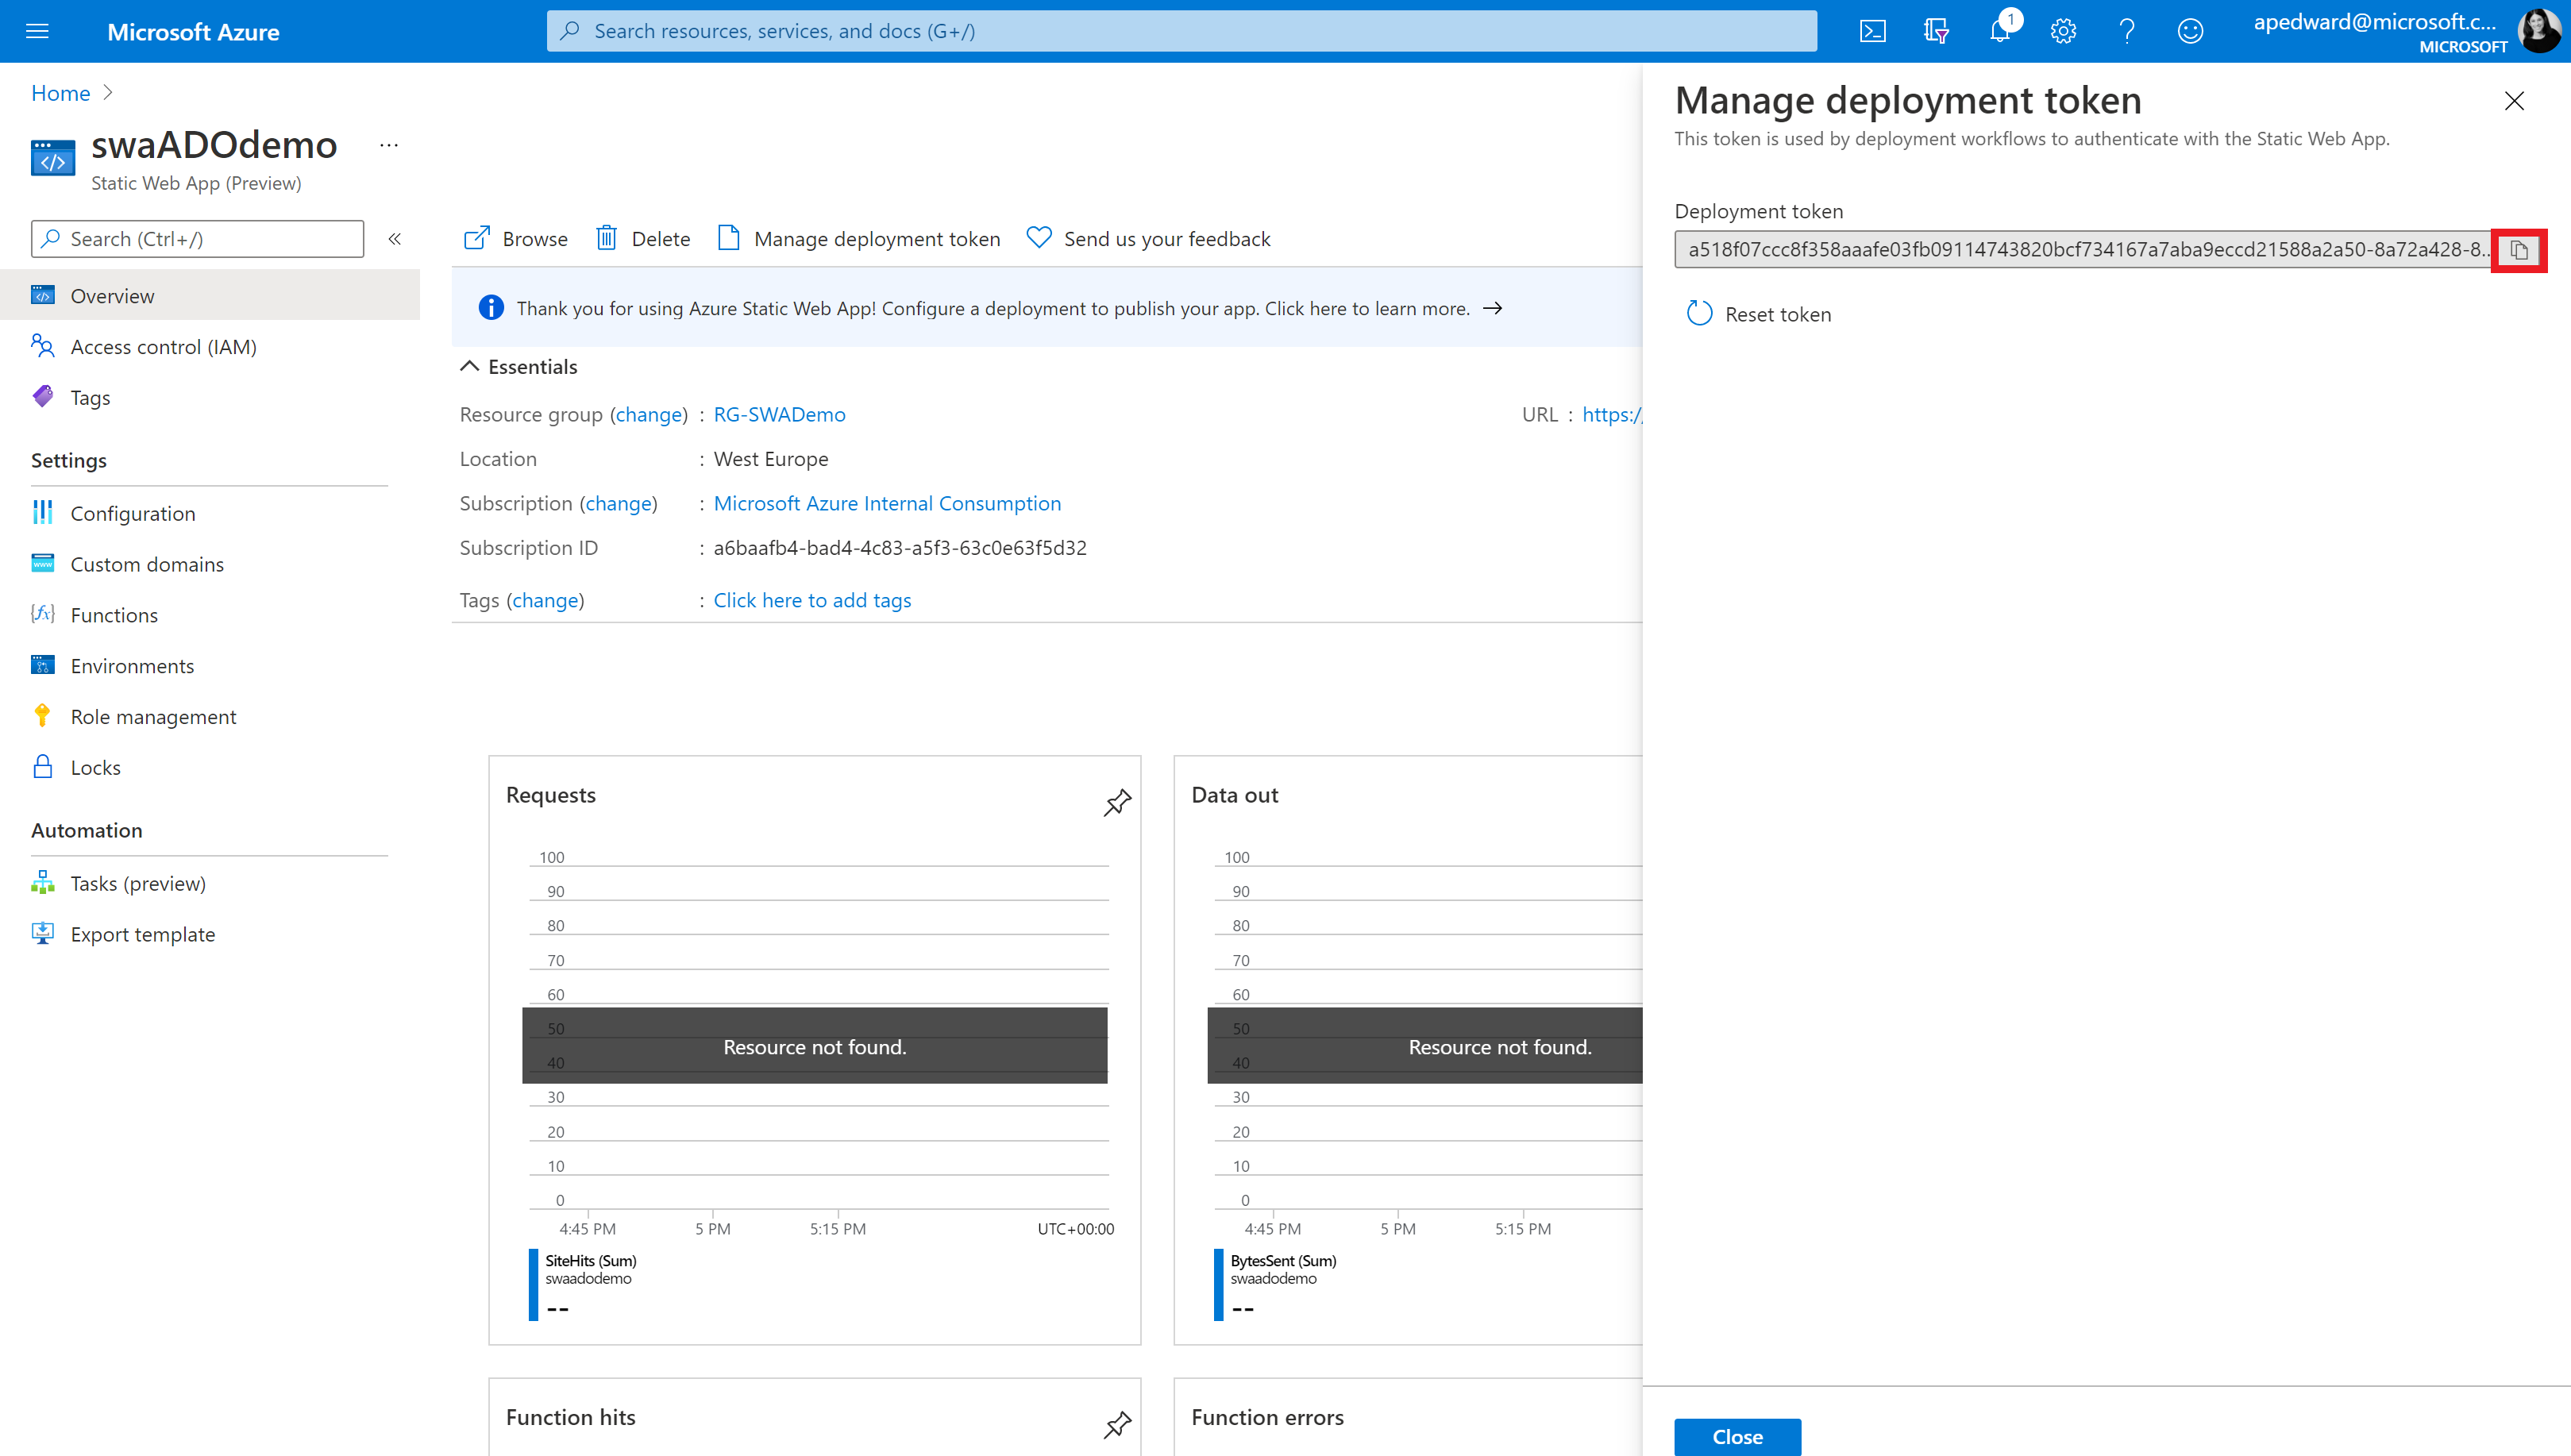 Microsoft Azure
Search resources, services, and docs (G+/)
1
apedward@microsoft.c...
MICROSOFT
Home
swaADOdemo
...
Static Web App (Preview)
Search (Ctrl+/)
«
Overview
Access control (IAM)
Tags
Settings
Configuration
Custom domains
Functions
Environments
Role management
Locks
Automation
Tasks (preview)
Export template
Browse
Delete
Manage deployment token
Send us your feedback
Thank you for using Azure Static Web App! Configure a deployment to publish your app. Click here to learn more. →
Essentials
Resource group (change) : RG-SWADemo
URL : https:/
Location : West Europe
Subscription (change) : Microsoft Azure Internal Consumption
Subscription ID : a6baafb4-bad4-4c83-a5f3-63c0e63f5d32
Tags (change) : Click here to add tags
Requests
100
90
80
70
60
50
Resource not found.
40
30
20
10
0
4:45 PM 5 PM 5:15 PM UTC+00:00
SiteHits (Sum)
swaadodemo
--
Data out
100
90
80
70
60
50
Resource not found.
40
30
20
10
0
4:45 PM 5 PM 5:15 PM
BytesSent (Sum)
swaadodemo
--
Function hits
Function errors
Manage deployment token
This token is used by deployment workflows to authenticate with the Static Web App.
Deployment token
a518f07ccc8f358aaafe03fb09114743820bcf734167a7aba9eccd21588a2a50-8a72a428-8...
Reset token
Close